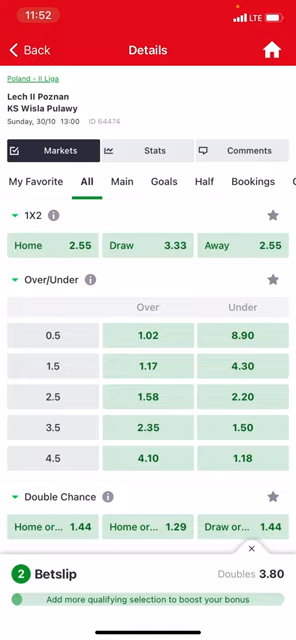 11:52
LTE
Back
Details
Poland - II Liga
Lech II Poznan
KS Wisla Pulawy
Sunday, 30/10 13:00 ID 64474
Markets
Stats
Comments
My Favorite All Main Goals Half Bookings
1X2
Home 2.55 Draw 3.33 Away 2.55
Over/Under
Over Under
0.5 1.02 8.90
1.5 1.17 4.30
2.5 1.58 2.20
3.5 2.35 1.50
4.5 4.10 1.18
Double Chance
Home or... 1.44 Home or... 1.29 Draw or... 1.44
2 Betslip Doubles 3.80
Add more qualifying selection to boost your bonus